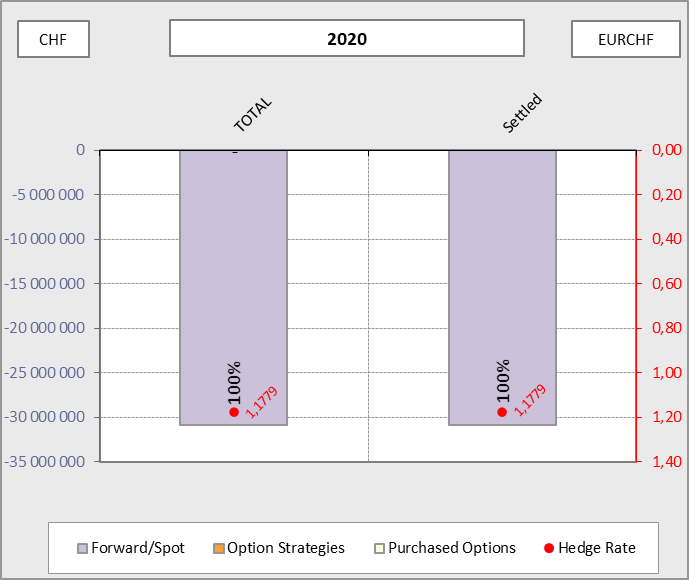 CHF
2020
EURCHF
TOTAL
Settled
0
0,00
-5 000 000
0,20
-10 000 000
0,40
-15 000 000
0,60
-20 000 000
0,80
-25 000 000
1,00
-30 000 000
1,20
-35 000 000
1,40
100%
1,1779
100%
1,1779
Forward/Spot
Option Strategies
Purchased Options
Hedge Rate